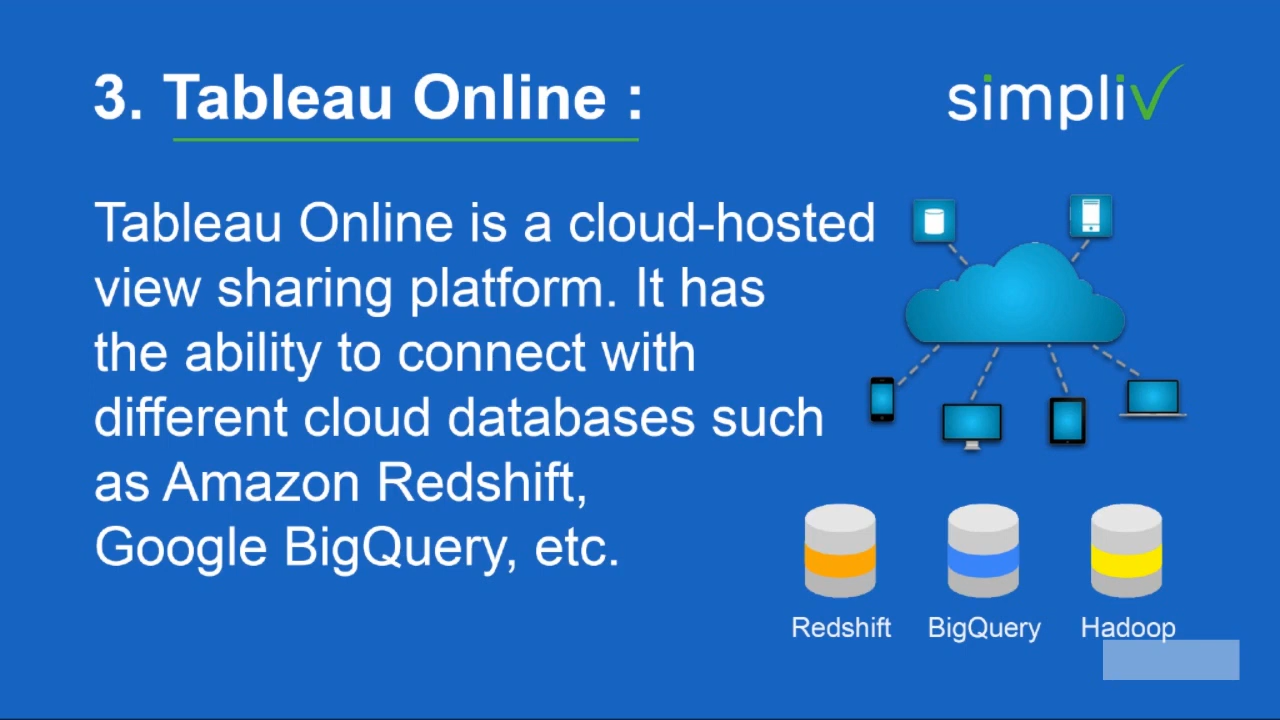 3. Tableau Online :
simpliv
Tableau Online is a cloud-hosted
view sharing platform. It has
the ability to connect with
different cloud databases such
as Amazon Redshift,
Google BigQuery, etc.
Redshift
BigQuery
Hadoop